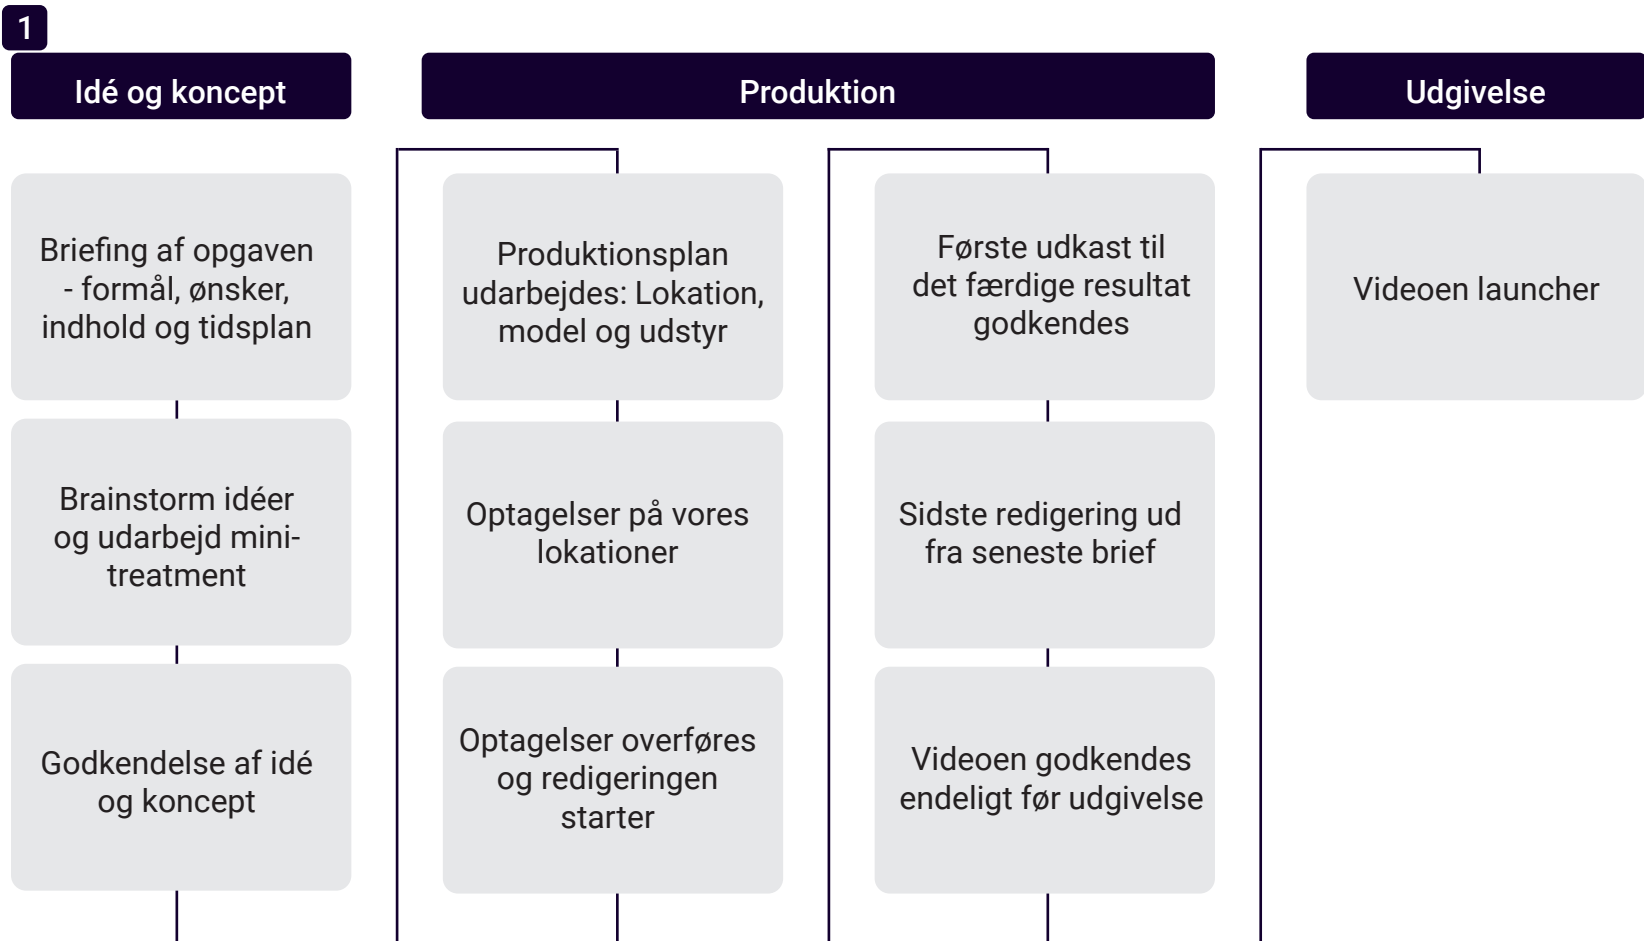 1
Idé og koncept
Produktion
Udgivelse
Briefing af opgaven
- formål, ønsker,
indhold og tidsplan
Brainstorm idéer
og udarbejd mini-
treatment
Godkendelse af idé
og koncept
Produktionsplan
udarbejdes: Lokation,
model og udstyr
Optagelser på vores
lokationer
Optagelser overføres
og redigeringen
starter
Første udkast til
det færdige resultat
godkendes
Sidste redigering ud
fra seneste brief
Videoen godkendes
endeligt før udgivelse
Videoen launcher